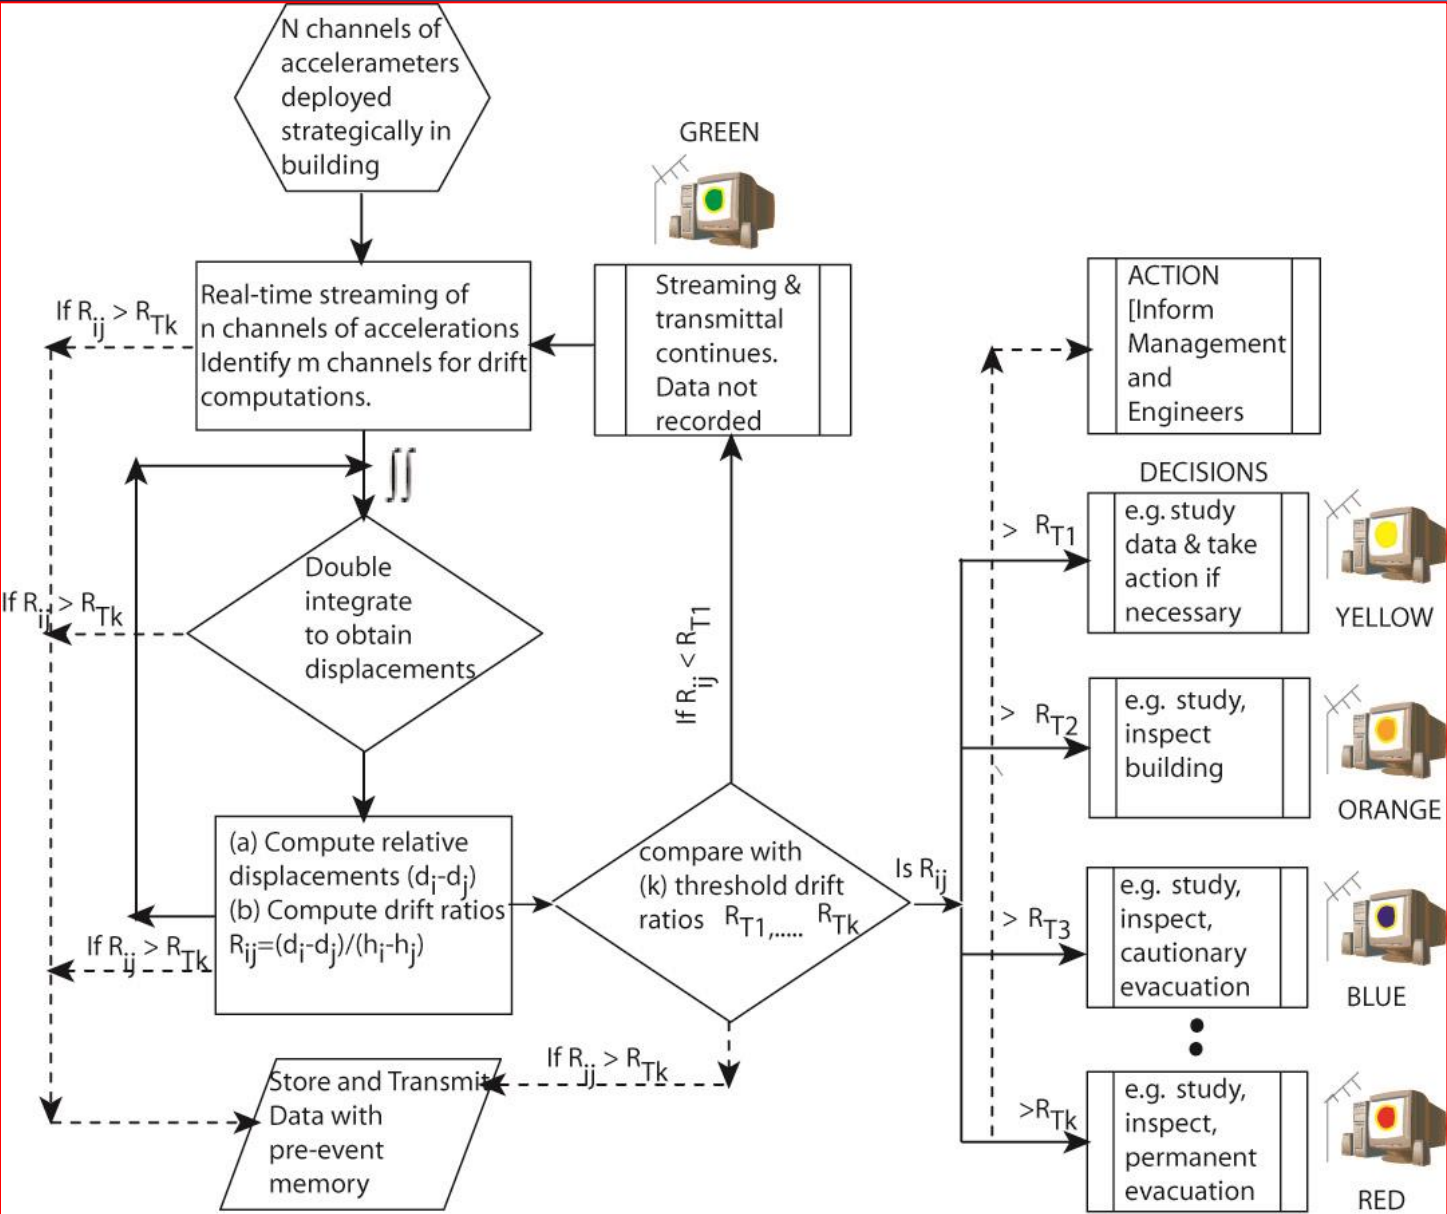 N channels of
accelerameters
deployed
strategically in
building
GREEN
Streaming &
transmittal
continues.
Data not
recorded
Real-time streaming of
n channels of accelerations
Identify m channels for drift
computations.
If Rij > RTk
∬
Double
integrate
to obtain
displacements
If Rij > RTk
(a) Compute relative
displacements (di-dj)
(b) Compute drift ratios
Rij=(di-dj)/(hi-hj)
If Rij > RTk
Store and Transmit
Data with
pre-event
memory
If Rij > RTk
compare with
(k) threshold drift
ratios RT1,..... RTk
If Rij < RT1
Is Rij
ACTION
[Inform
Management
and
Engineers
DECISIONS
> RT1
e.g. study
data & take
action if
necessary
YELLOW
> RT2
e.g. study,
inspect
building
ORANGE
> RT3
e.g. study,
inspect,
cautionary
evacuation
BLUE
>RTk
e.g. study,
inspect,
permanent
evacuation
RED